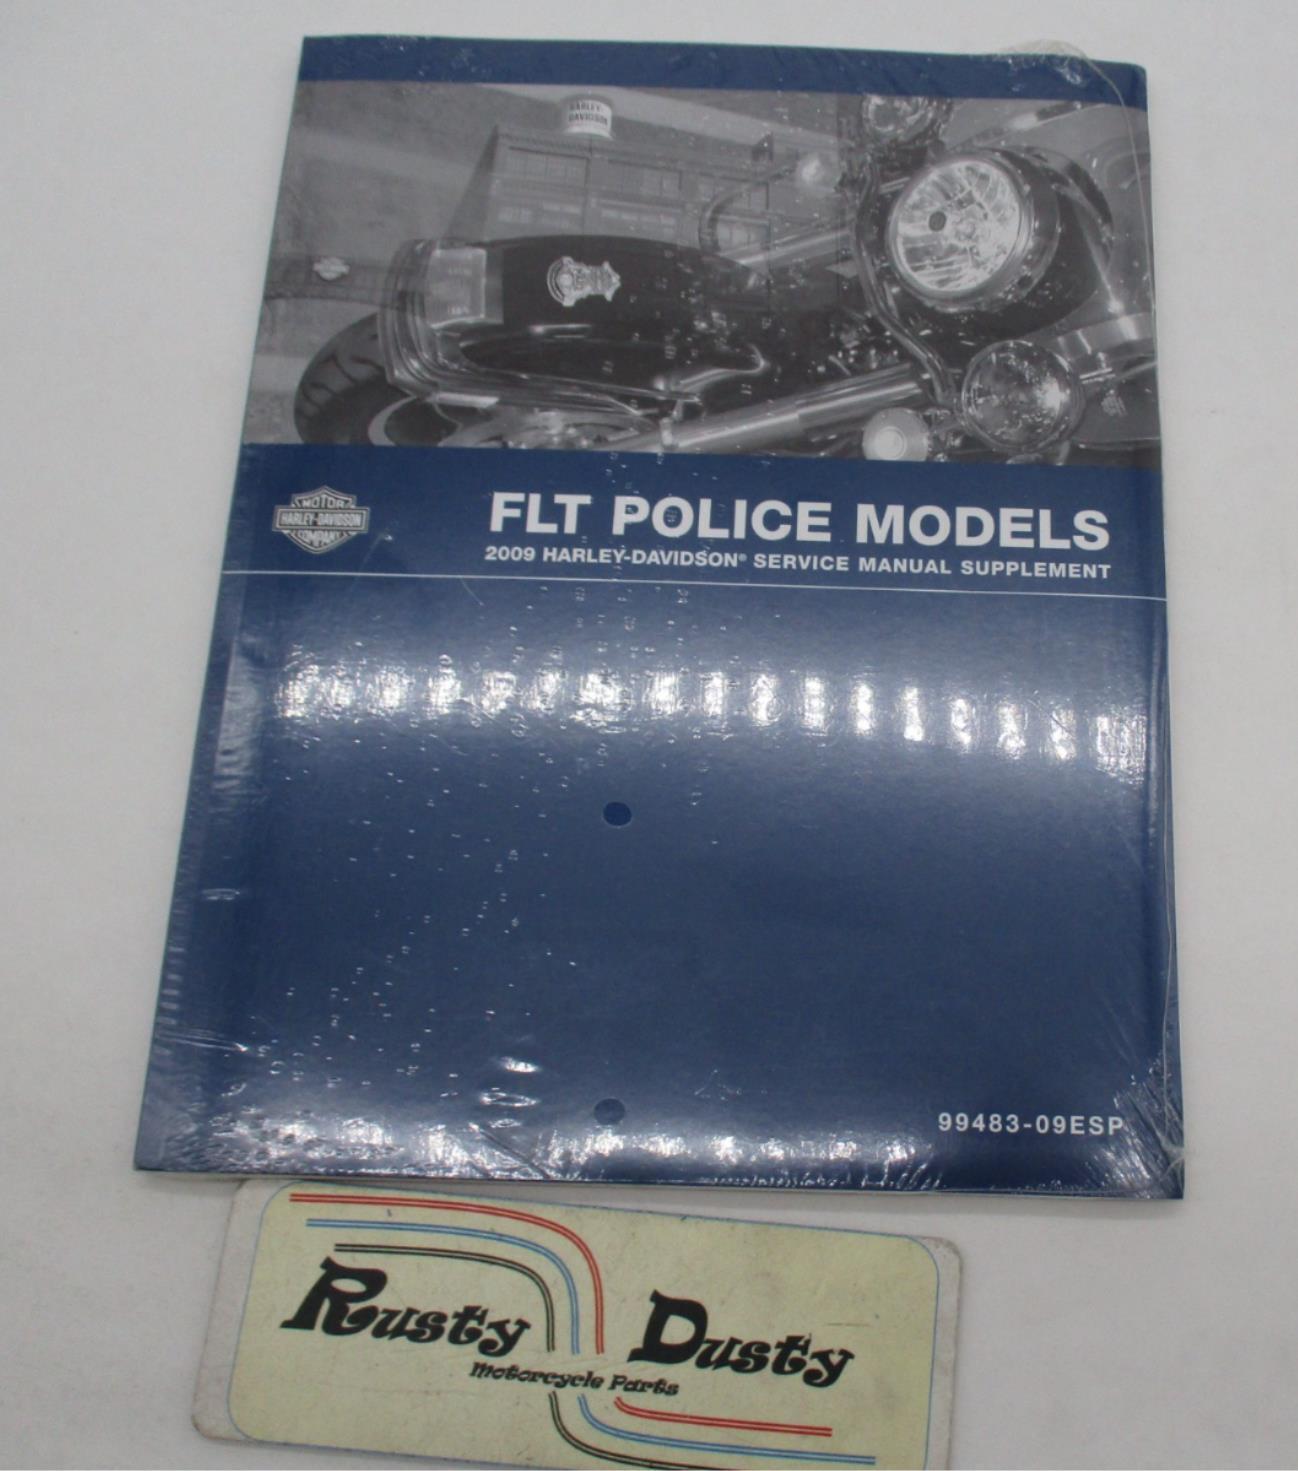 HARLEY-
DAVIDSON
MOTOR
HARLEY-DAVIDSON
COMPANY
FLT POLICE MODELS
2009 HARLEY-DAVIDSON® SERVICE MANUAL SUPPLEMENT
99483-09ESP
Rusty Dusty
Motorcycle Parts